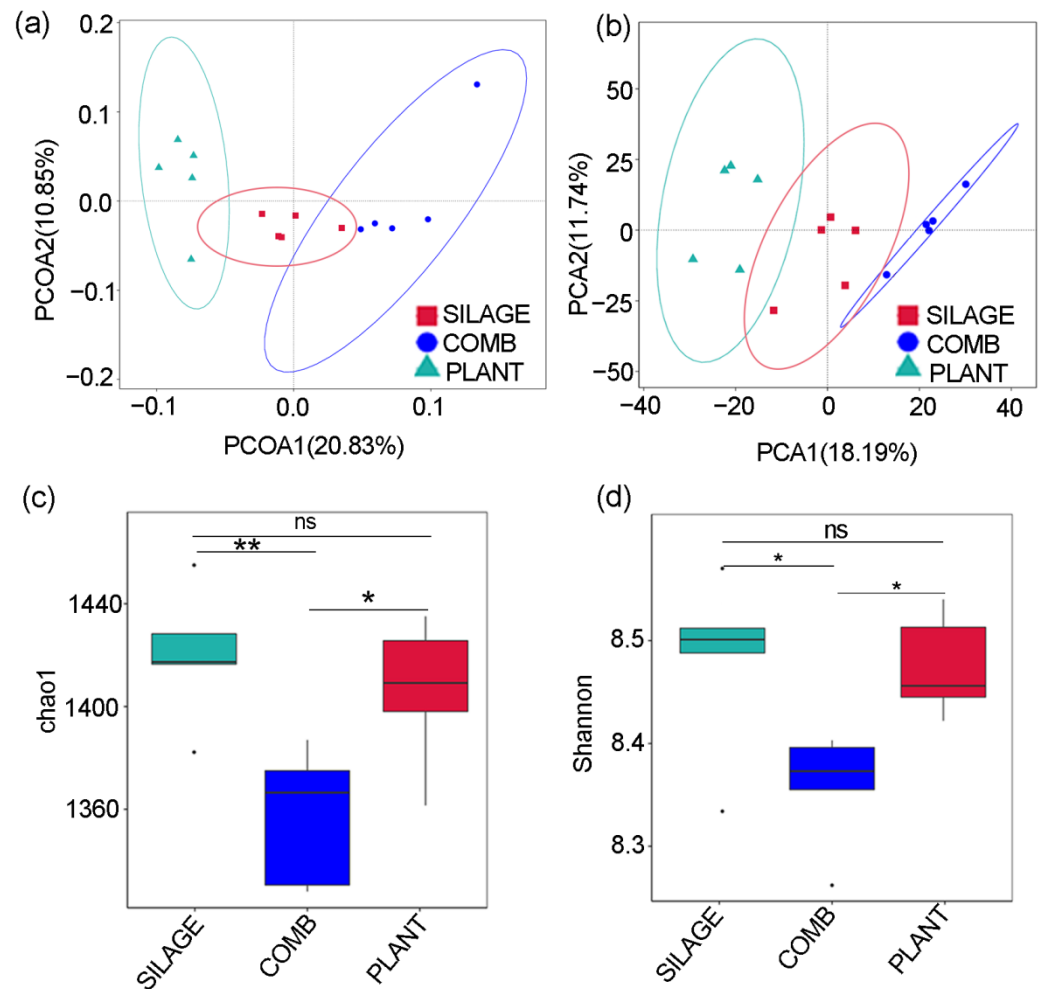 (a)
0.2
0.1
0.0
−0.1
−0.2
PCOA2(10.85%)
SILAGE
COMB
PLANT
−0.1
0.0
0.1
PCOA1(20.83%)
(b)
50
25
0
−25
−50
PCA2(11.74%)
SILAGE
COMB
PLANT
−40
−20
0
20
40
PCA1(18.19%)
(c)
ns
**
*
1440
1400
1360
chao1
SILAGE
COMB
PLANT
(d)
ns
*
*
8.5
8.4
8.3
Shannon
SILAGE
COMB
PLANT